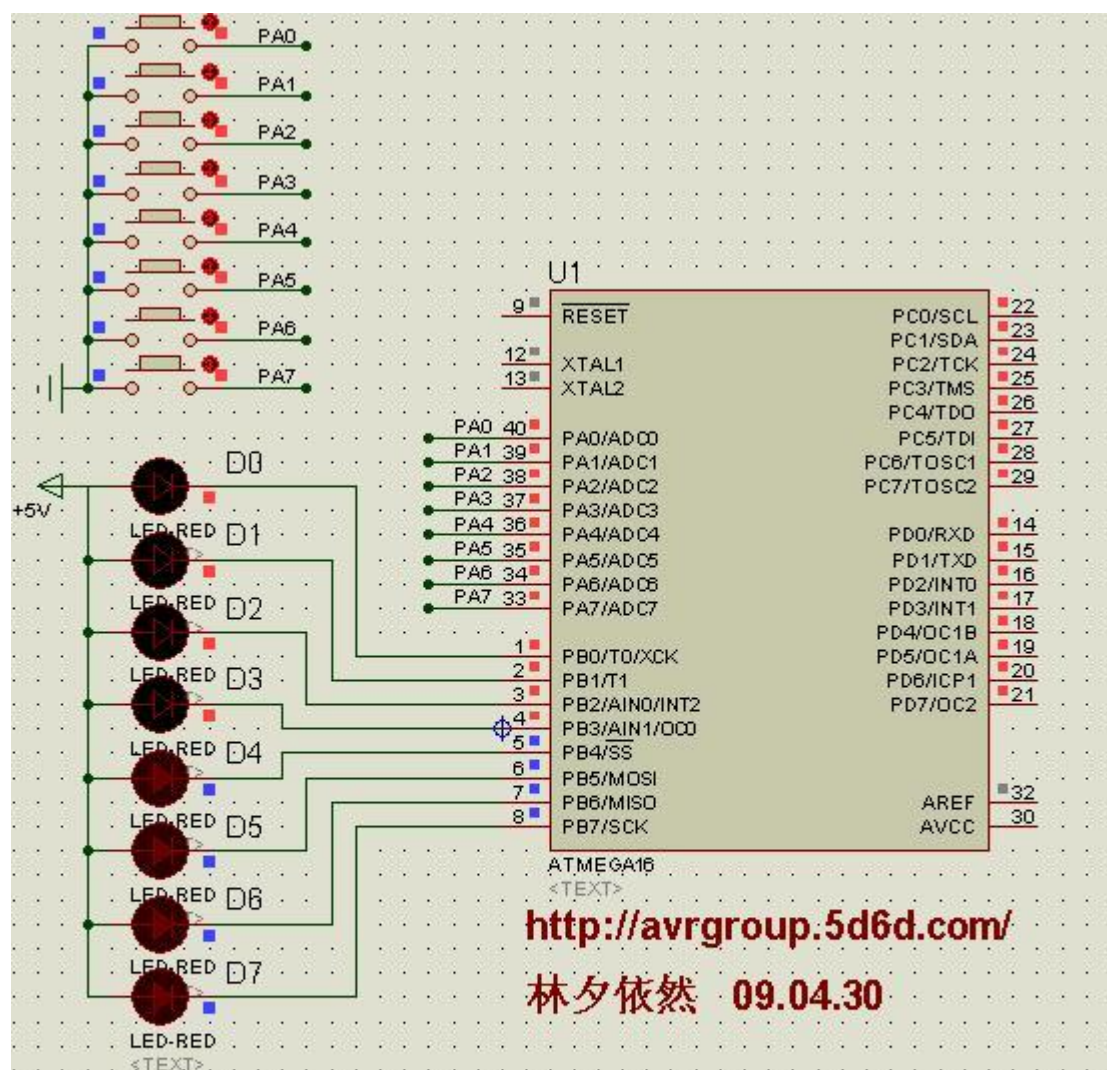 PA0
PA1
PA2
PA3
PA4
PA5
PA6
PA7
+5V
D0
LED-RED
D1
LED-RED
D2
LED-RED
D3
LED-RED
D4
LED-RED
D5
LED-RED
D6
LED-RED
D7
LED-RED
<TEXT>
U1
9 RESET
12 XTAL1
13 XTAL2
PA0 40 PA0/ADC0
PA1 39 PA1/ADC1
PA2 38 PA2/ADC2
PA3 37 PA3/ADC3
PA4 36 PA4/ADC4
PA5 35 PA5/ADC5
PA6 34 PA6/ADC6
PA7 33 PA7/ADC7
1 PB0/T0/XCK
2 PB1/T1
3 PB2/AIN0/INT2
4 PB3/AIN1/OC0
5 PB4/SS
6 PB5/MOSI
7 PB6/MISO
8 PB7/SCK
PC0/SCL 22
PC1/SDA 23
PC2/TCK 24
PC3/TMS 25
PC4/TDO 26
PC5/TDI 27
PC6/TOSC1 28
PC7/TOSC2 29
PD0/RXD 14
PD1/TXD 15
PD2/INT0 16
PD3/INT1 17
PD4/OC1B 18
PD5/OC1A 19
PD6/ICP1 20
PD7/OC2 21
AREF 32
AVCC 30
ATMEGA16
<TEXT>
http://avrgroup.5d6d.com/
林夕依然 09.04.30